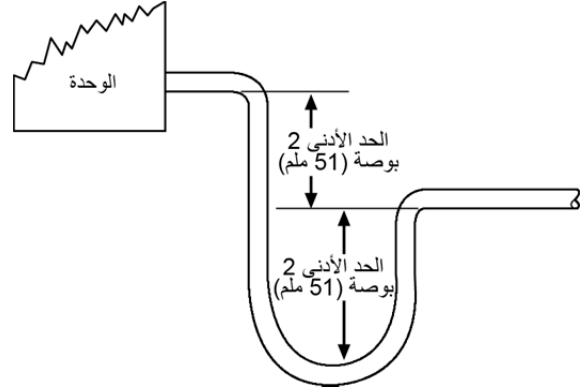 الوحدة
الحد الأدنى 2
بوصة (51 ملم)
الحد الأدنى 2
بوصة (51 ملم)